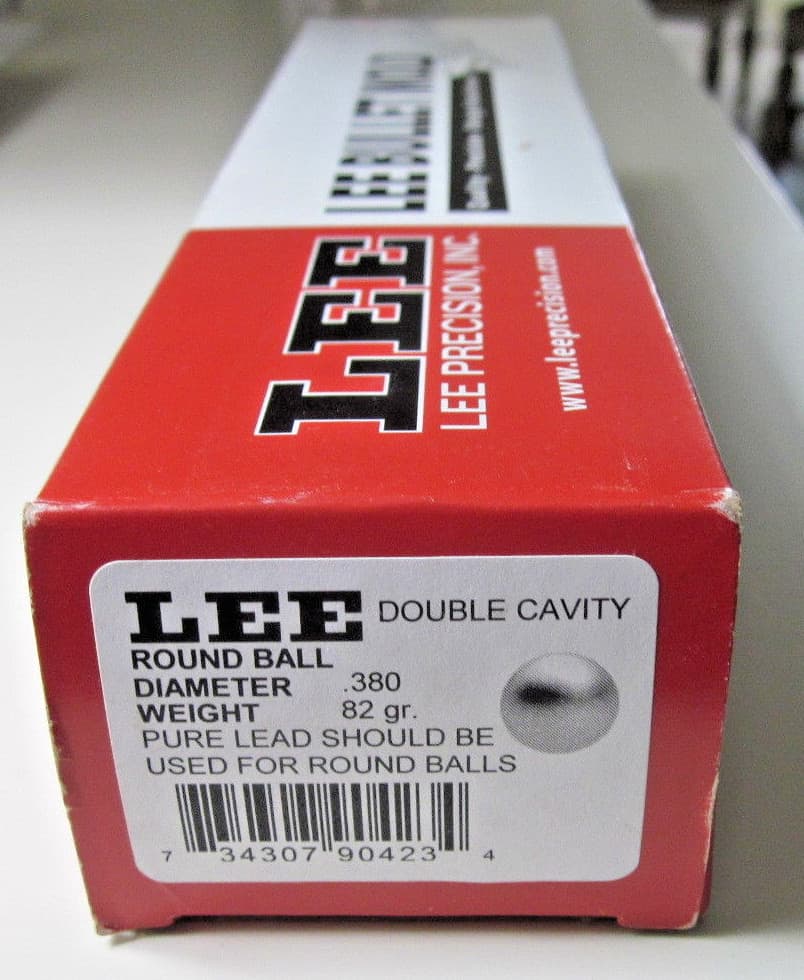 LEE BULLET MOLD
LEE
LEE PRECISION, INC.
www.leeprecision.com
LEE DOUBLE CAVITY
ROUND BALL
DIAMETER .380
WEIGHT 82 gr.
PURE LEAD SHOULD BE
USED FOR ROUND BALLS
7 34307 90423 4